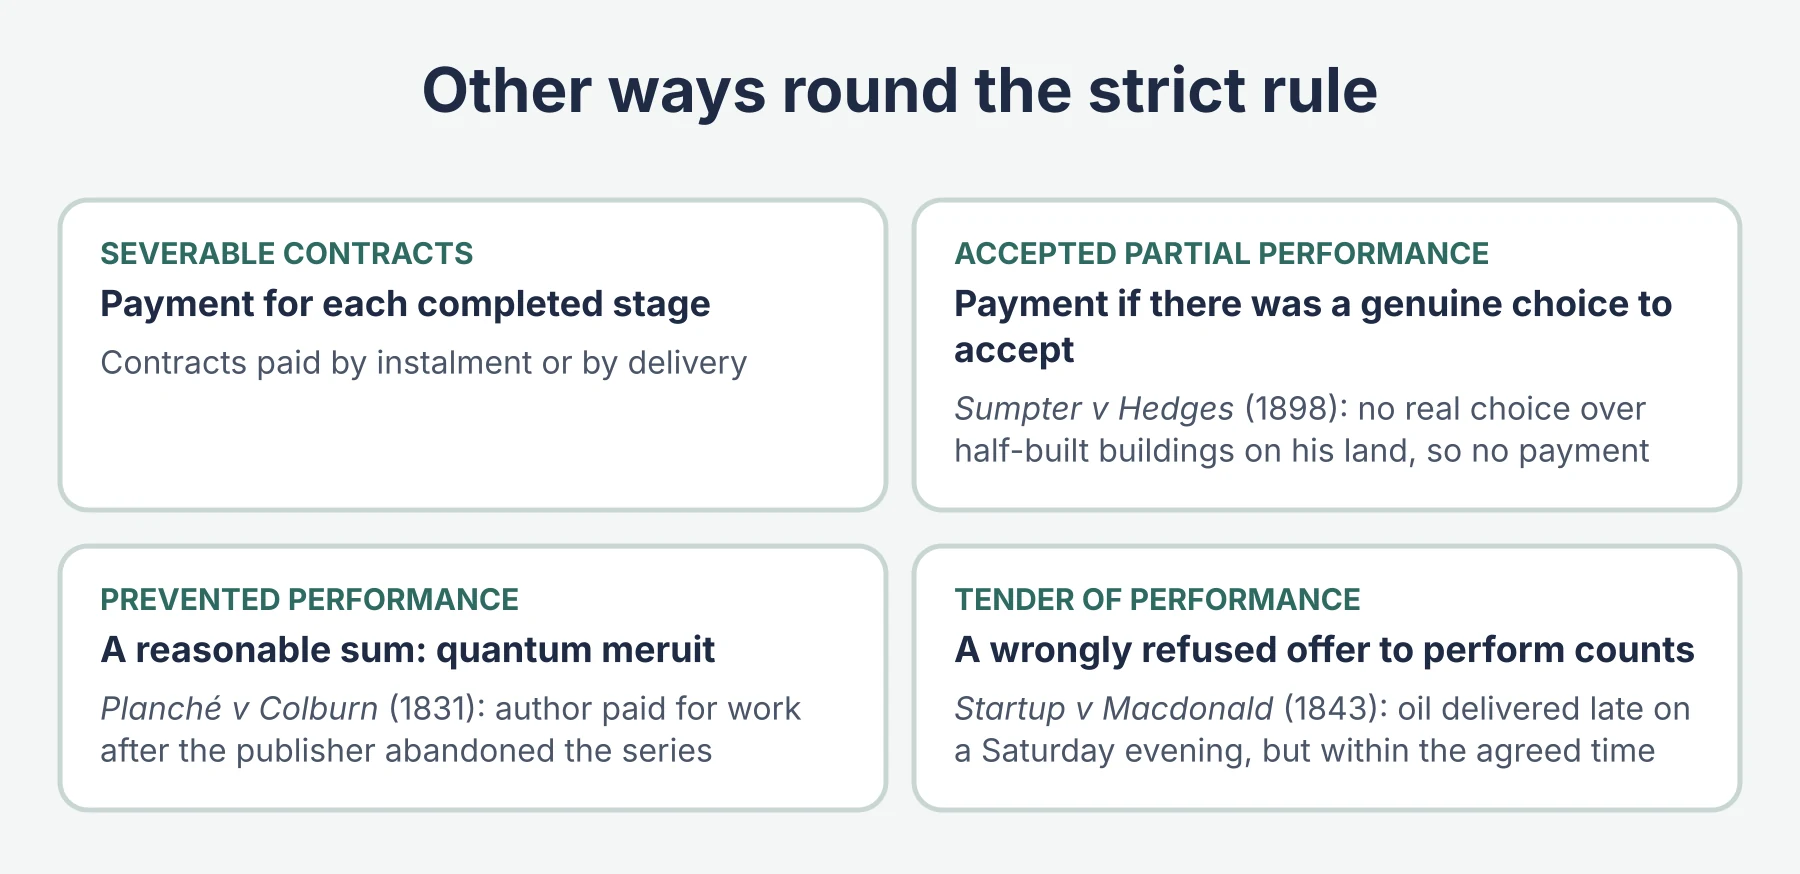 Other ways round the strict rule
SEVERABLE CONTRACTS
Payment for each completed stage
Contracts paid by instalment or by delivery
ACCEPTED PARTIAL PERFORMANCE
Payment if there was a genuine choice to
accept
Sumpter v Hedges (1898): no real choice over
half-built buildings on his land, so no payment
PREVENTED PERFORMANCE
A reasonable sum: quantum meruit
Planché v Colburn (1831): author paid for work
after the publisher abandoned the series
TENDER OF PERFORMANCE
A wrongly refused offer to perform counts
Startup v Macdonald (1843): oil delivered late on
a Saturday evening, but within the agreed time